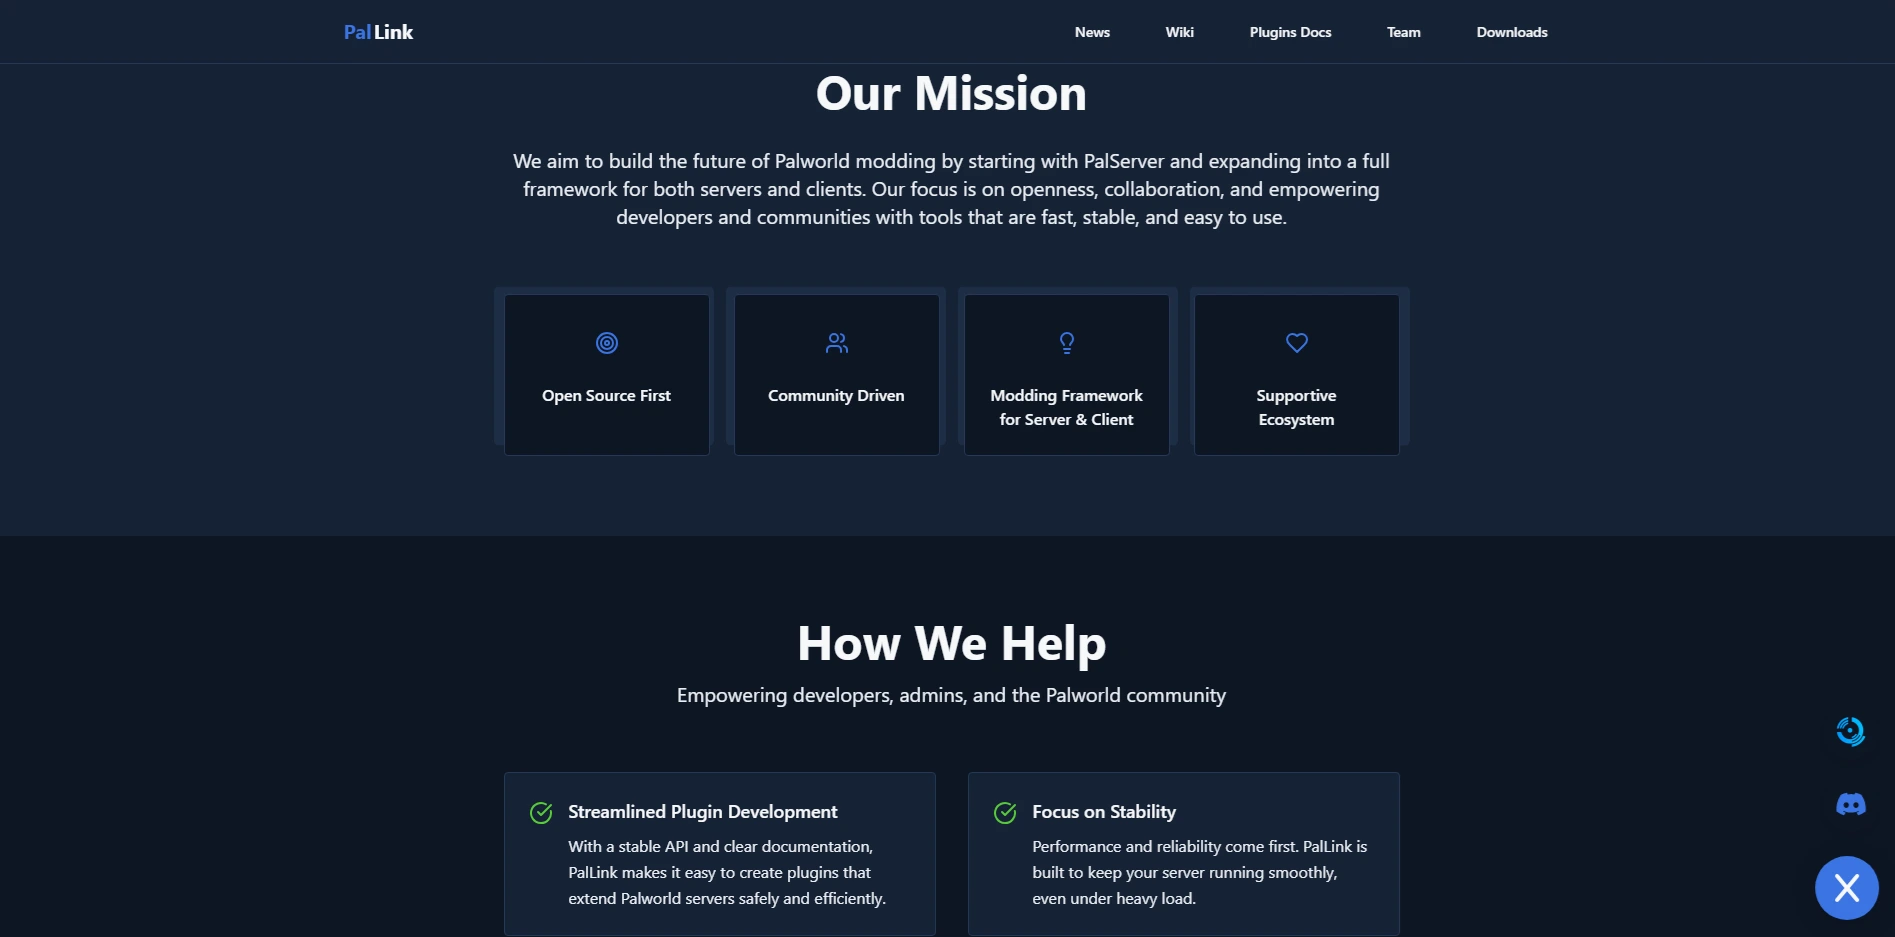 PalLink
News
Wiki
Plugins Docs
Team
Downloads
Our Mission
We aim to build the future of Palworld modding by starting with PalServer and expanding into a full
framework for both servers and clients. Our focus is on openness, collaboration, and empowering
developers and communities with tools that are fast, stable, and easy to use.
Open Source First
Community Driven
Modding Framework
for Server & Client
Supportive
Ecosystem
How We Help
Empowering developers, admins, and the Palworld community
Streamlined Plugin Development
With a stable API and clear documentation,
PalLink makes it easy to create plugins that
extend Palworld servers safely and efficiently.
Focus on Stability
Performance and reliability come first. PalLink is
built to keep your server running smoothly,
even under heavy load.